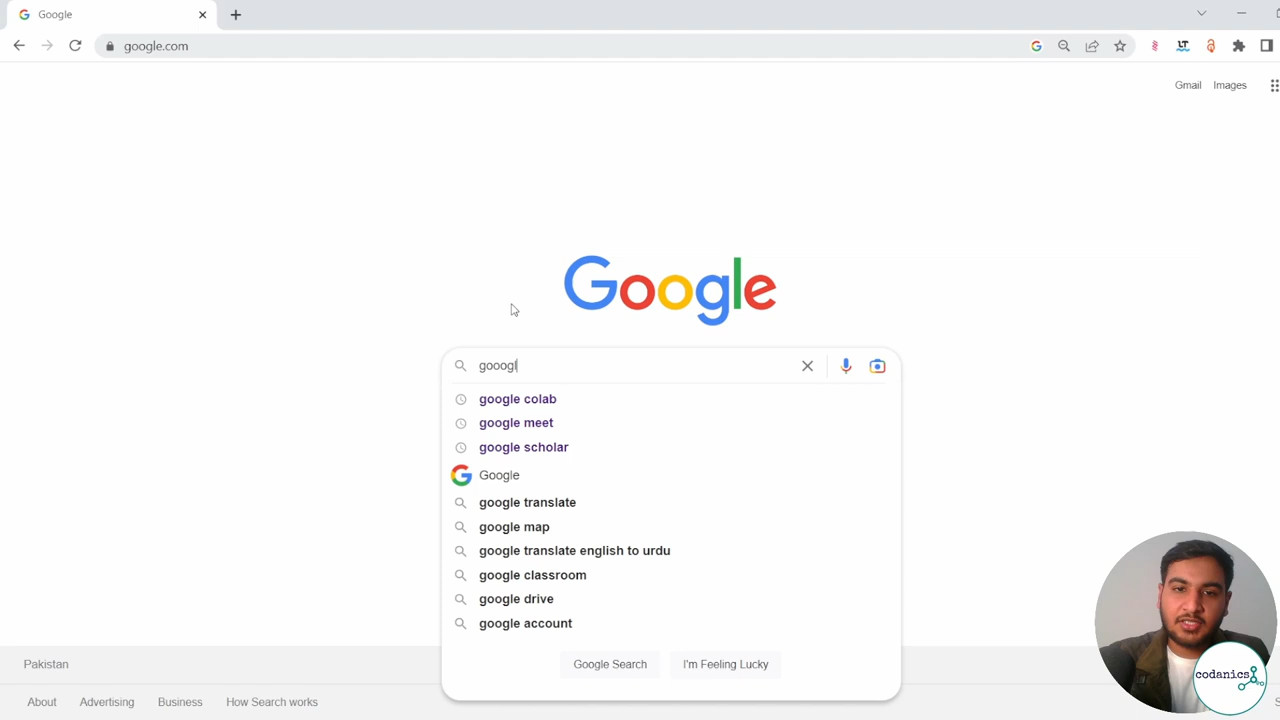 Google
google.com
Gmail Images
Google
gooogl
google colab
google meet
google scholar
Google
google translate
google map
google translate english to urdu
google classroom
google drive
google account
Google Search I'm Feeling Lucky
Pakistan
About Advertising Business How Search works
codanics